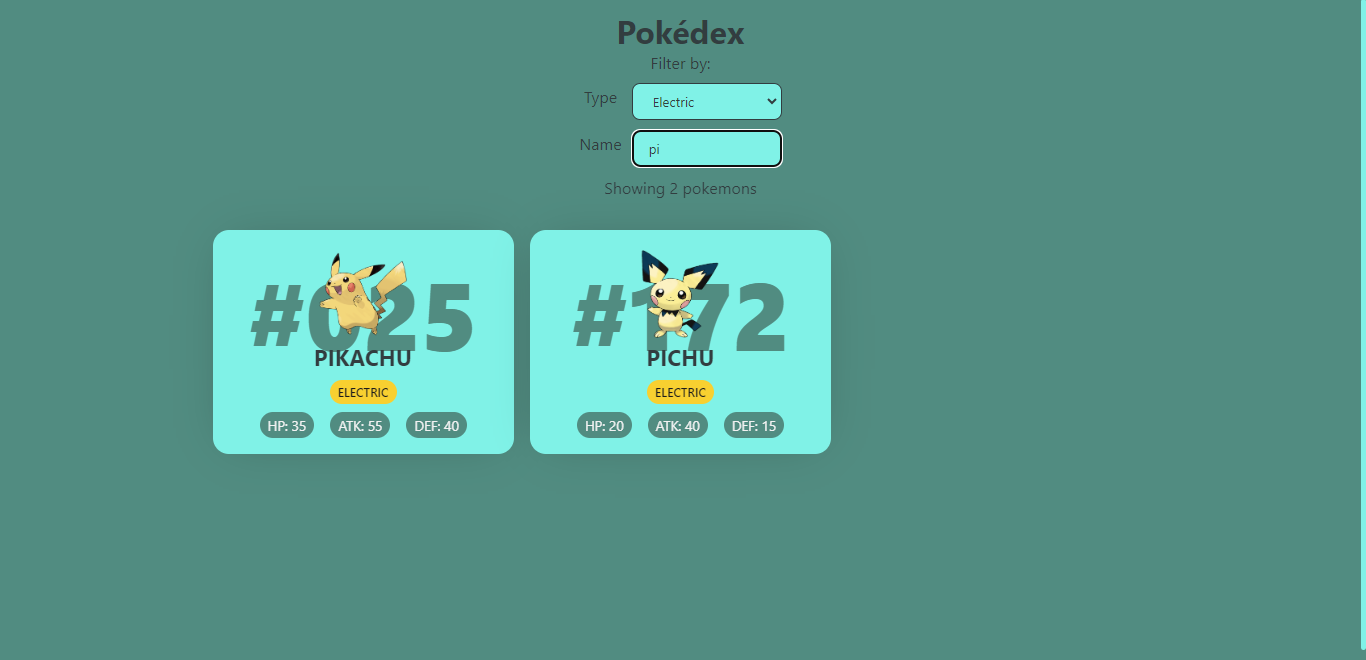 Pokédex
Filter by:
Type Electric
Name pi
Showing 2 pokemons
#025
PIKACHU
ELECTRIC
HP: 35 ATK: 55 DEF: 40
#172
PICHU
ELECTRIC
HP: 20 ATK: 40 DEF: 15